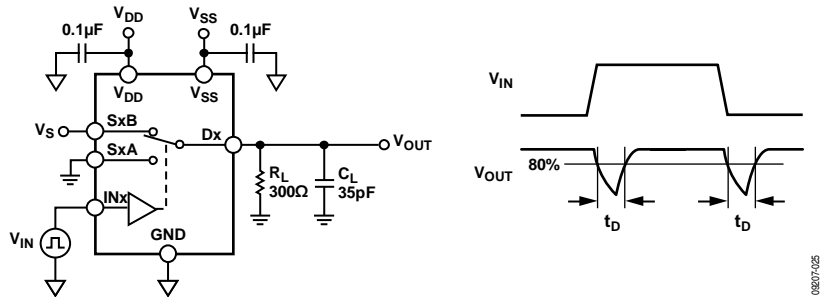 V_DD V_SS
0.1µF 0.1µF
V_DD V_SS
V_S SxB Dx V_OUT
SxA
R_L
300Ω
C_L
35pF
INx
V_IN
GND
V_IN
V_OUT 80%
t_D t_D
09207-025